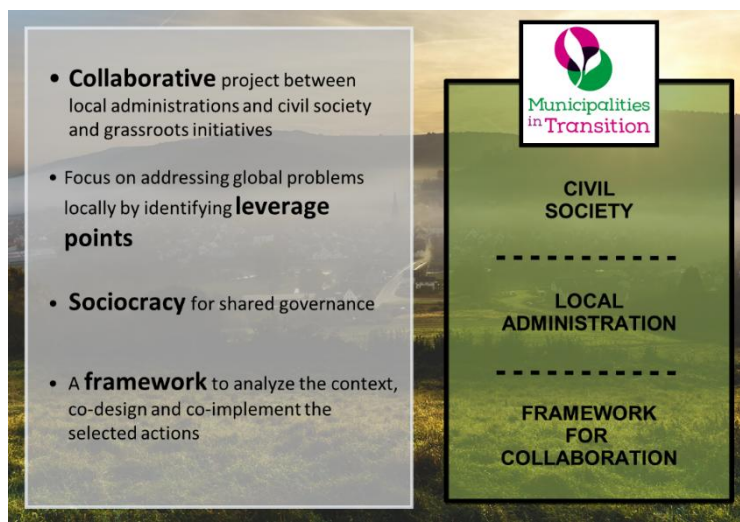 • Collaborative project between
local administrations and civil society
and grassroots initiatives
• Focus on addressing global problems
locally by identifying leverage
points
• Sociocracy for shared governance
• A framework to analyze the context,
co-design and co-implement the
selected actions
Municipalities
in Transition
CIVIL
SOCIETY
LOCAL
ADMINISTRATION
FRAMEWORK
FOR
COLLABORATION